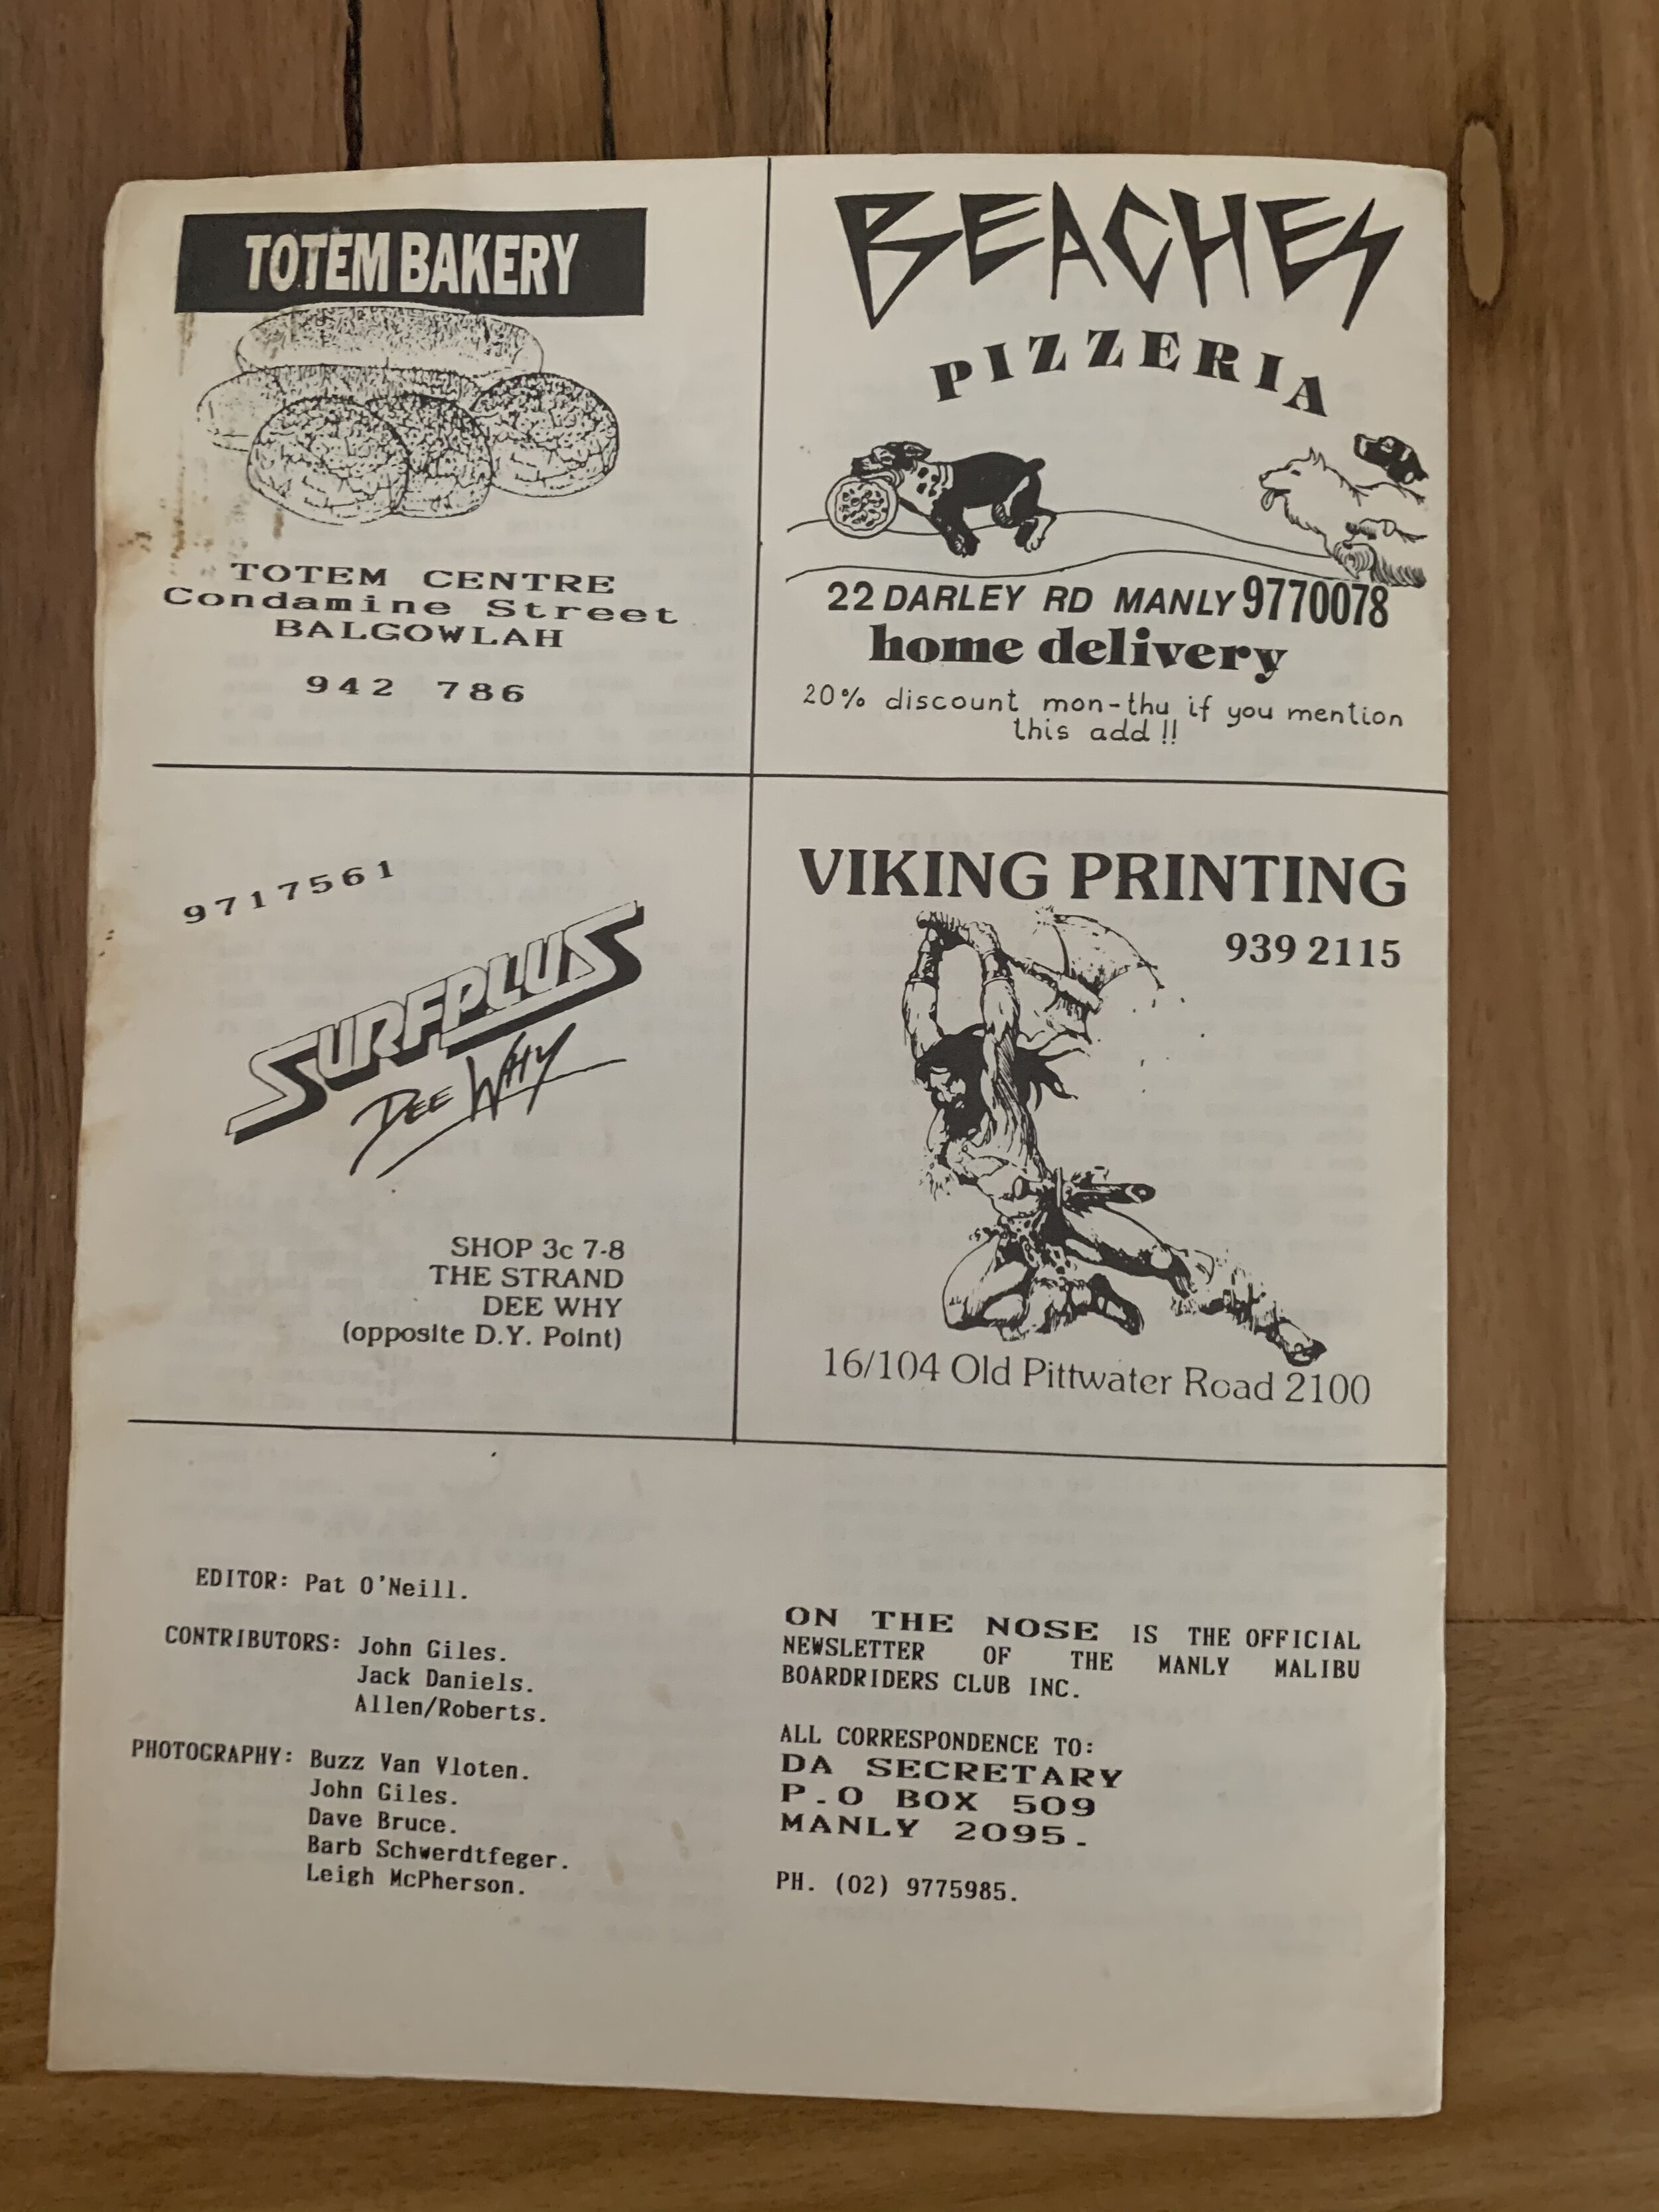 TOTEM BAKERY
TOTEM CENTRE
Condamine Street
BALGOWLAH
942 786
BEACHES
PIZZERIA
22 DARLEY RD MANLY 9770078
home delivery
20% discount mon-thu if you mention
this add !!
9717561
SURFPLUS
DEE WHY
SHOP 3c 7-8
THE STRAND
DEE WHY
(opposite D.Y. Point)
VIKING PRINTING
939 2115
16/104 Old Pittwater Road 2100
EDITOR: Pat O'Neill.
CONTRIBUTORS: John Giles.
Jack Daniels.
Allen/Roberts.
PHOTOGRAPHY: Buzz Van Vloten.
John Giles.
Dave Bruce.
Barb Schwerdtfeger.
Leigh McPherson.
ON THE NOSE IS THE OFFICIAL
NEWSLETTER OF THE MANLY MALIBU
BOARDRIDERS CLUB INC.
ALL CORRESPONDENCE TO:
DA SECRETARY
P.O BOX 509
MANLY 2095.
PH. (02) 9775985.